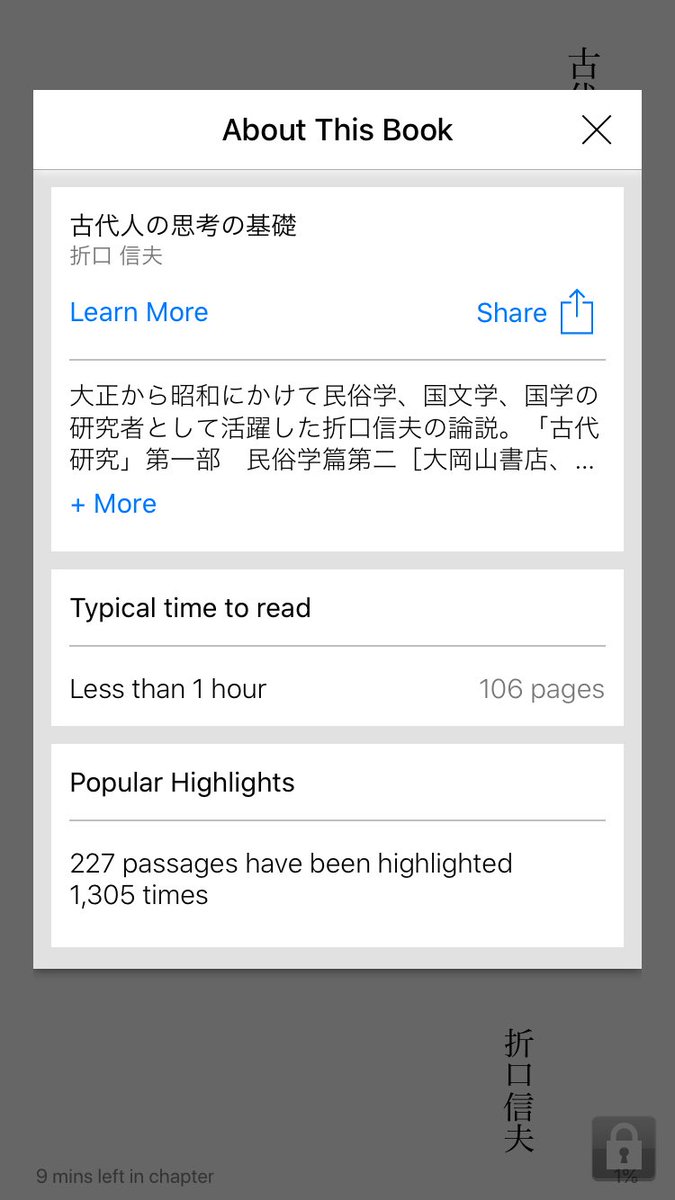 古代
About This Book
古代人の思考の基礎
折口 信夫
Learn More
Share
大正から昭和にかけて民俗学、国文学、国学の
研究者として活躍した折口信夫の論説。「古代
研究」第一部　民俗学篇第二［大岡山書店、...
+ More
Typical time to read
Less than 1 hour
106 pages
Popular Highlights
227 passages have been highlighted
1,305 times
折口信夫
9 mins left in chapter
1%